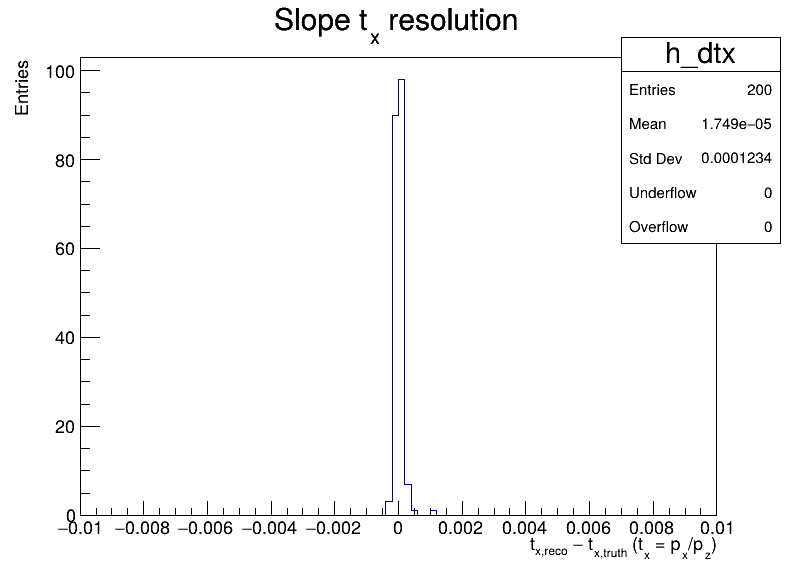 Slope t_x resolution
h_dtx
Entries 200
Mean 1.749e−05
Std Dev 0.0001234
Underflow 0
Overflow 0
Entries
100
80
60
40
20
0
−0.01 −0.008 −0.006 −0.004 −0.002 0 0.002 0.004 0.006 0.008 0.01
t_x,reco − t_x,truth (t_x = p_x/p_z)